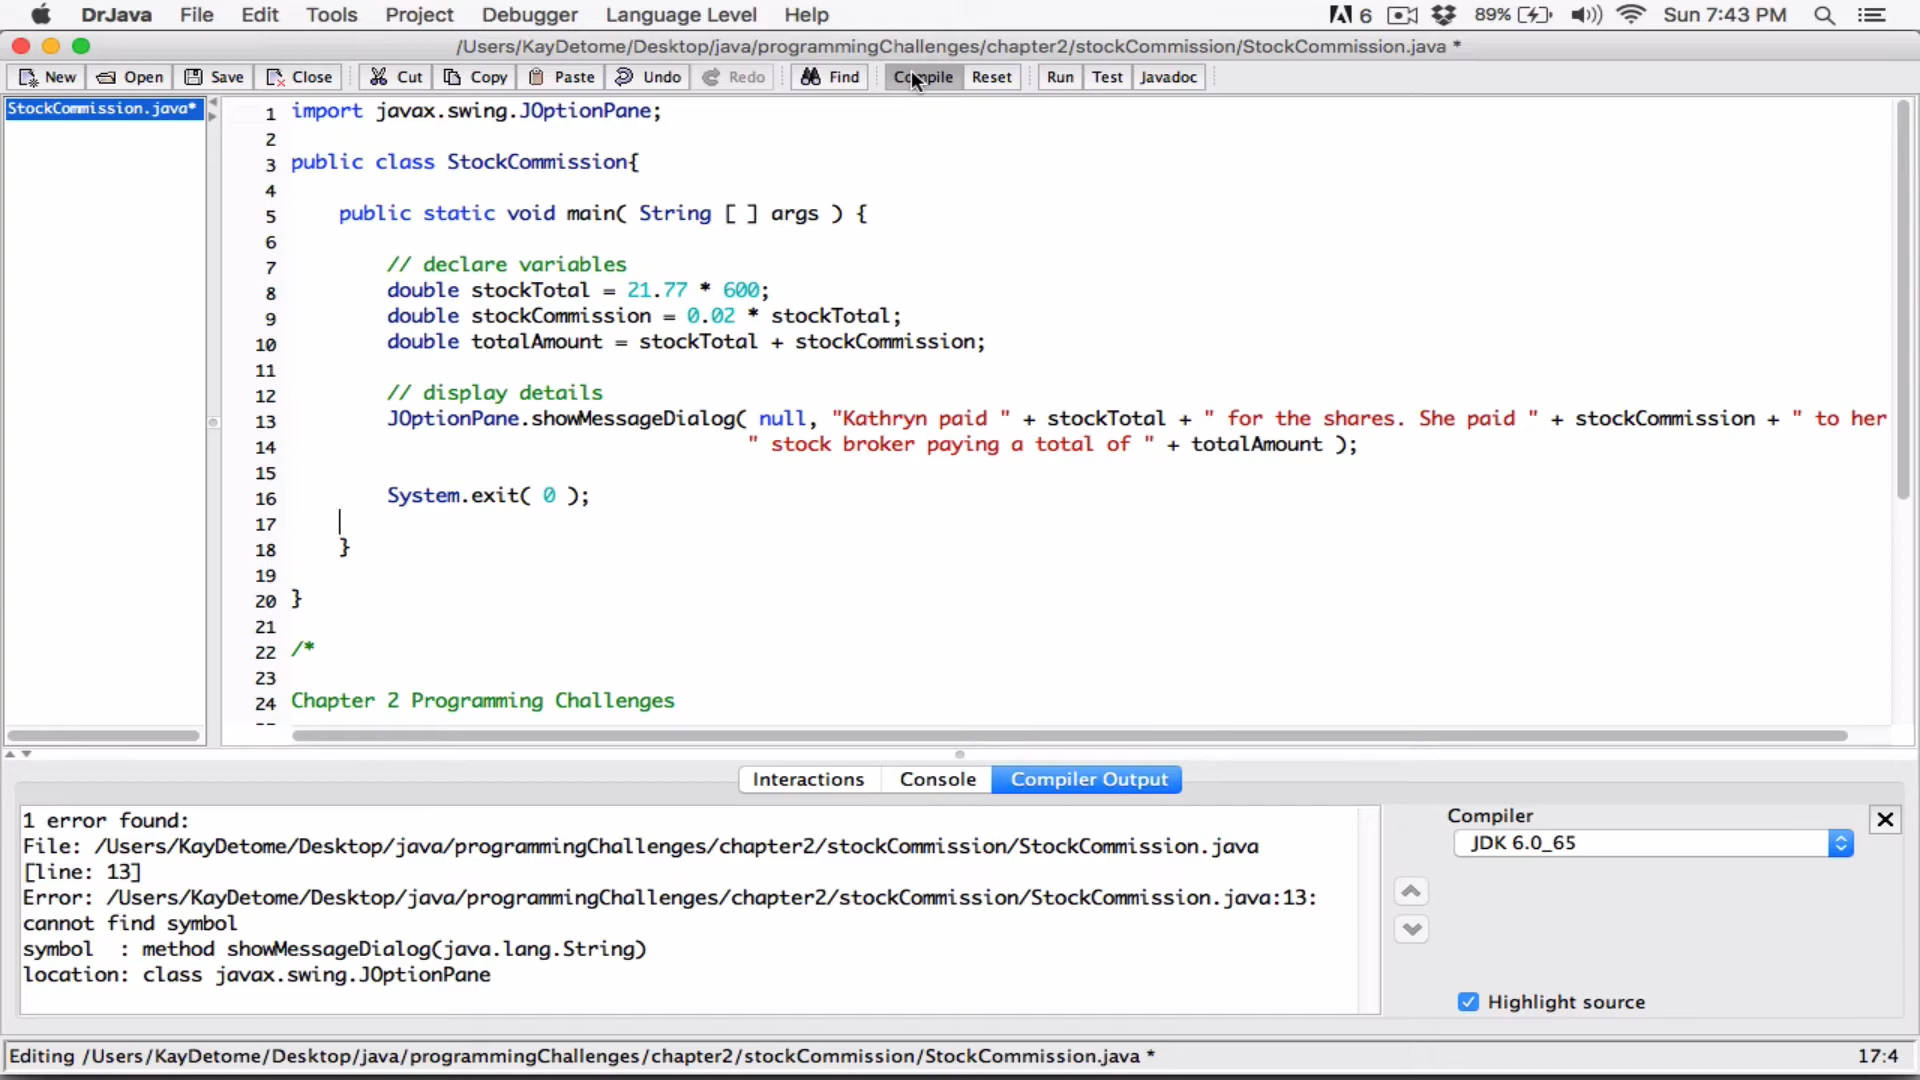 DrJava File Edit Tools Project Debugger Language Level Help 6 89% Sun 7:43 PM
/Users/KayDetome/Desktop/java/programmingChallenges/chapter2/stockCommission/StockCommission.java *
New Open Save Close Cut Copy Paste Undo Redo Find Compile Reset Run Test Javadoc
StockCommission.java*
1 import javax.swing.JOptionPane;
2
3 public class StockCommission{
4
5 public static void main( String [ ] args ) {
6
7 // declare variables
8 double stockTotal = 21.77 * 600;
9 double stockCommission = 0.02 * stockTotal;
10 double totalAmount = stockTotal + stockCommission;
11
12 // display details
13 JOptionPane.showMessageDialog( null, "Kathryn paid " + stockTotal + " for the shares. She paid " + stockCommission + " to her
14 " stock broker paying a total of " + totalAmount );
15
16 System.exit( 0 );
17
18 }
19
20 }
21
22 /*
23
24 Chapter 2 Programming Challenges
Interactions Console Compiler Output
1 error found:
File: /Users/KayDetome/Desktop/java/programmingChallenges/chapter2/stockCommission/StockCommission.java
[line: 13]
Error: /Users/KayDetome/Desktop/java/programmingChallenges/chapter2/stockCommission/StockCommission.java:13:
cannot find symbol
symbol  : method showMessageDialog(java.lang.String)
location: class javax.swing.JOptionPane
Compiler
JDK 6.0_65
Highlight source
Editing /Users/KayDetome/Desktop/java/programmingChallenges/chapter2/stockCommission/StockCommission.java * 17:4